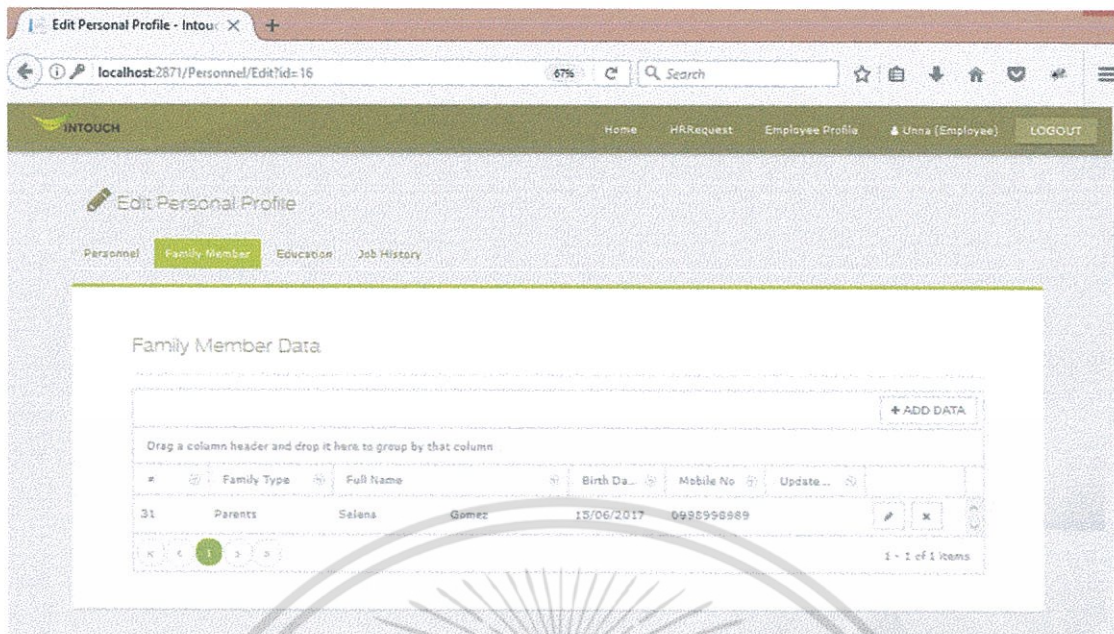 Edit Personal Profile - Intouc
localhost:2871/Personnel/Edit?id=16 67% Search
INTOUCH Home HRRequest Employee Profile Unna (Employee) LOGOUT
Edit Personal Profile
Personnel Family Member Education Job History
Family Member Data
+ ADD DATA
Drag a column header and drop it here to group by that column
# Family Type Full Name Birth Da... Mobile No Update...
31 Parents Selena Gomez 15/06/2017 0998998989
1 1 - 1 of 1 items